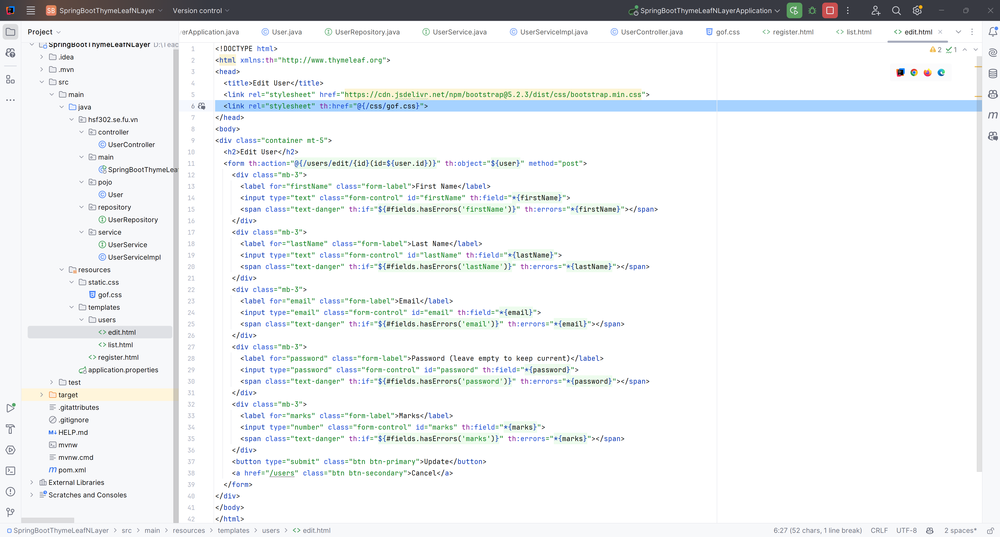 SB SpringBootThymeLeafNLayer Version control SpringBootThymeLeafNLayerApplication
Project
erApplication.java User.java UserRepository.java UserService.java UserServiceImpl.java UserController.java gof.css register.html list.html edit.html
SpringBootThymeLeafNLayer D:\Teac
.idea
.mvn
src
main
java
hsf302.se.fu.vn
controller
UserController
main
SpringBootThymeLeaf
pojo
User
repository
UserRepository
service
UserService
UserServiceImpl
resources
static.css
gof.css
templates
users
edit.html
list.html
register.html
application.properties
test
target
.gitattributes
.gitignore
HELP.md
mvnw
mvnw.cmd
pom.xml
External Libraries
Scratches and Consoles
2 1
1 <!DOCTYPE html>
2 <html xmlns:th="http://www.thymeleaf.org">
3 <head>
4 <title>Edit User</title>
5 <link rel="stylesheet" href="https://cdn.jsdelivr.net/npm/bootstrap@5.2.3/dist/css/bootstrap.min.css">
6 <link rel="stylesheet" th:href="@{/css/gof.css}">
7 </head>
8 <body>
9 <div class="container mt-5">
10 <h2>Edit User</h2>
11 <form th:action="@{/users/edit/{id}(id=${user.id})}" th:object="${user}" method="post">
12 <div class="mb-3">
13 <label for="firstName" class="form-label">First Name</label>
14 <input type="text" class="form-control" id="firstName" th:field="*{firstName}">
15 <span class="text-danger" th:if="${#fields.hasErrors('firstName')}" th:errors="*{firstName}"></span>
16 </div>
17 <div class="mb-3">
18 <label for="lastName" class="form-label">Last Name</label>
19 <input type="text" class="form-control" id="lastName" th:field="*{lastName}">
20 <span class="text-danger" th:if="${#fields.hasErrors('lastName')}" th:errors="*{lastName}"></span>
21 </div>
22 <div class="mb-3">
23 <label for="email" class="form-label">Email</label>
24 <input type="email" class="form-control" id="email" th:field="*{email}">
25 <span class="text-danger" th:if="${#fields.hasErrors('email')}" th:errors="*{email}"></span>
26 </div>
27 <div class="mb-3">
28 <label for="password" class="form-label">Password (leave empty to keep current)</label>
29 <input type="password" class="form-control" id="password" th:field="*{password}">
30 <span class="text-danger" th:if="${#fields.hasErrors('password')}" th:errors="*{password}"></span>
31 </div>
32 <div class="mb-3">
33 <label for="marks" class="form-label">Marks</label>
34 <input type="number" class="form-control" id="marks" th:field="*{marks}">
35 <span class="text-danger" th:if="${#fields.hasErrors('marks')}" th:errors="*{marks}"></span>
36 </div>
37 <button type="submit" class="btn btn-primary">Update</button>
38 <a href="/users" class="btn btn-secondary">Cancel</a>
39 </form>
40 </div>
41 </body>
42 </html>
SpringBootThymeLeafNLayer > src > main > resources > templates > users > edit.html 6:27 (52 chars, 1 line break) CRLF UTF-8 2 spaces*